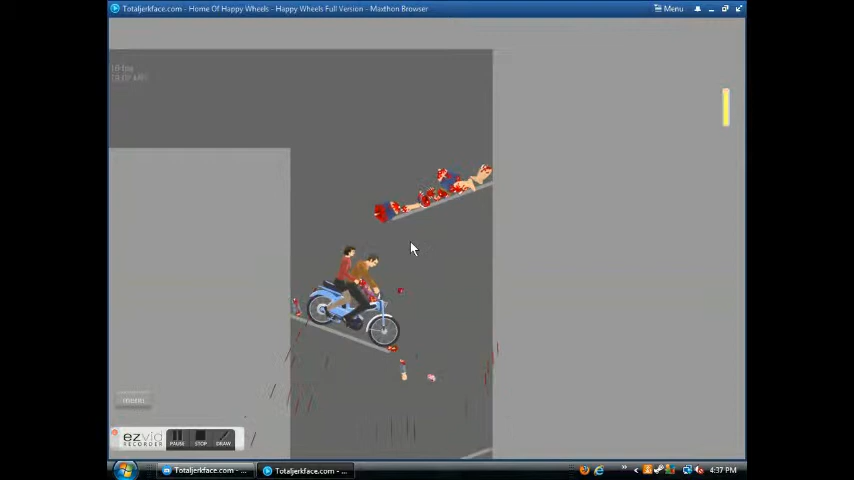 Totaljerkface.com - Home Of Happy Wheels - Happy Wheels Full Version - Maxthon Browser
Menu
ezvid
RECORDER
PAUSE
STOP
DRAW
Totaljerkface.com - ...
Totaljerkface.com - ...
4:37 PM